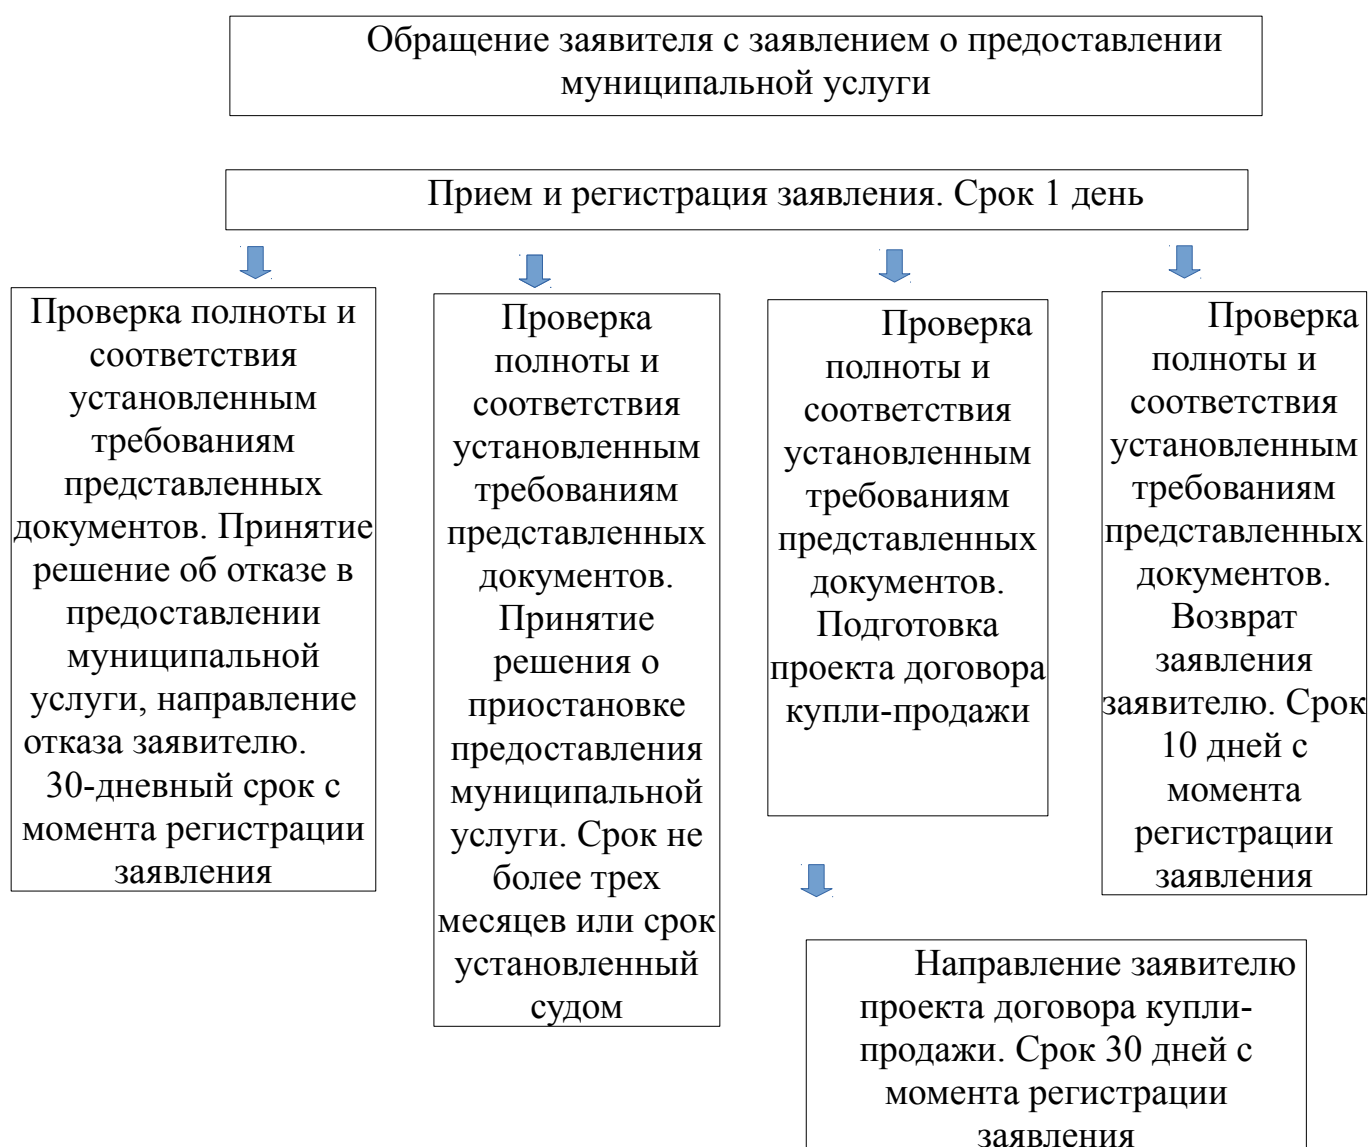 Обращение заявителя с заявлением о предоставлении
муниципальной услуги
Прием и регистрация заявления. Срок 1 день
Проверка полноты и
соответствия
установленным
требованиям
представленных
документов. Принятие
решение об отказе в
предоставлении
муниципальной
услуги, направление
отказа заявителю.
30-дневный срок с
момента регистрации
заявления
Проверка
полноты и
соответствия
установленным
требованиям
представленных
документов.
Принятие
решения о
приостановке
предоставления
муниципальной
услуги. Срок не
более трех
месяцев или срок
установленный
судом
Проверка
полноты и
соответствия
установленным
требованиям
представленных
документов.
Подготовка
проекта договора
купли-продажи
Проверка
полноты и
соответствия
установленным
требованиям
представленных
документов.
Возврат
заявления
заявителю. Срок
10 дней с
момента
регистрации
заявления
Направление заявителю
проекта договора купли-
продажи. Срок 30 дней с
момента регистрации
заявления